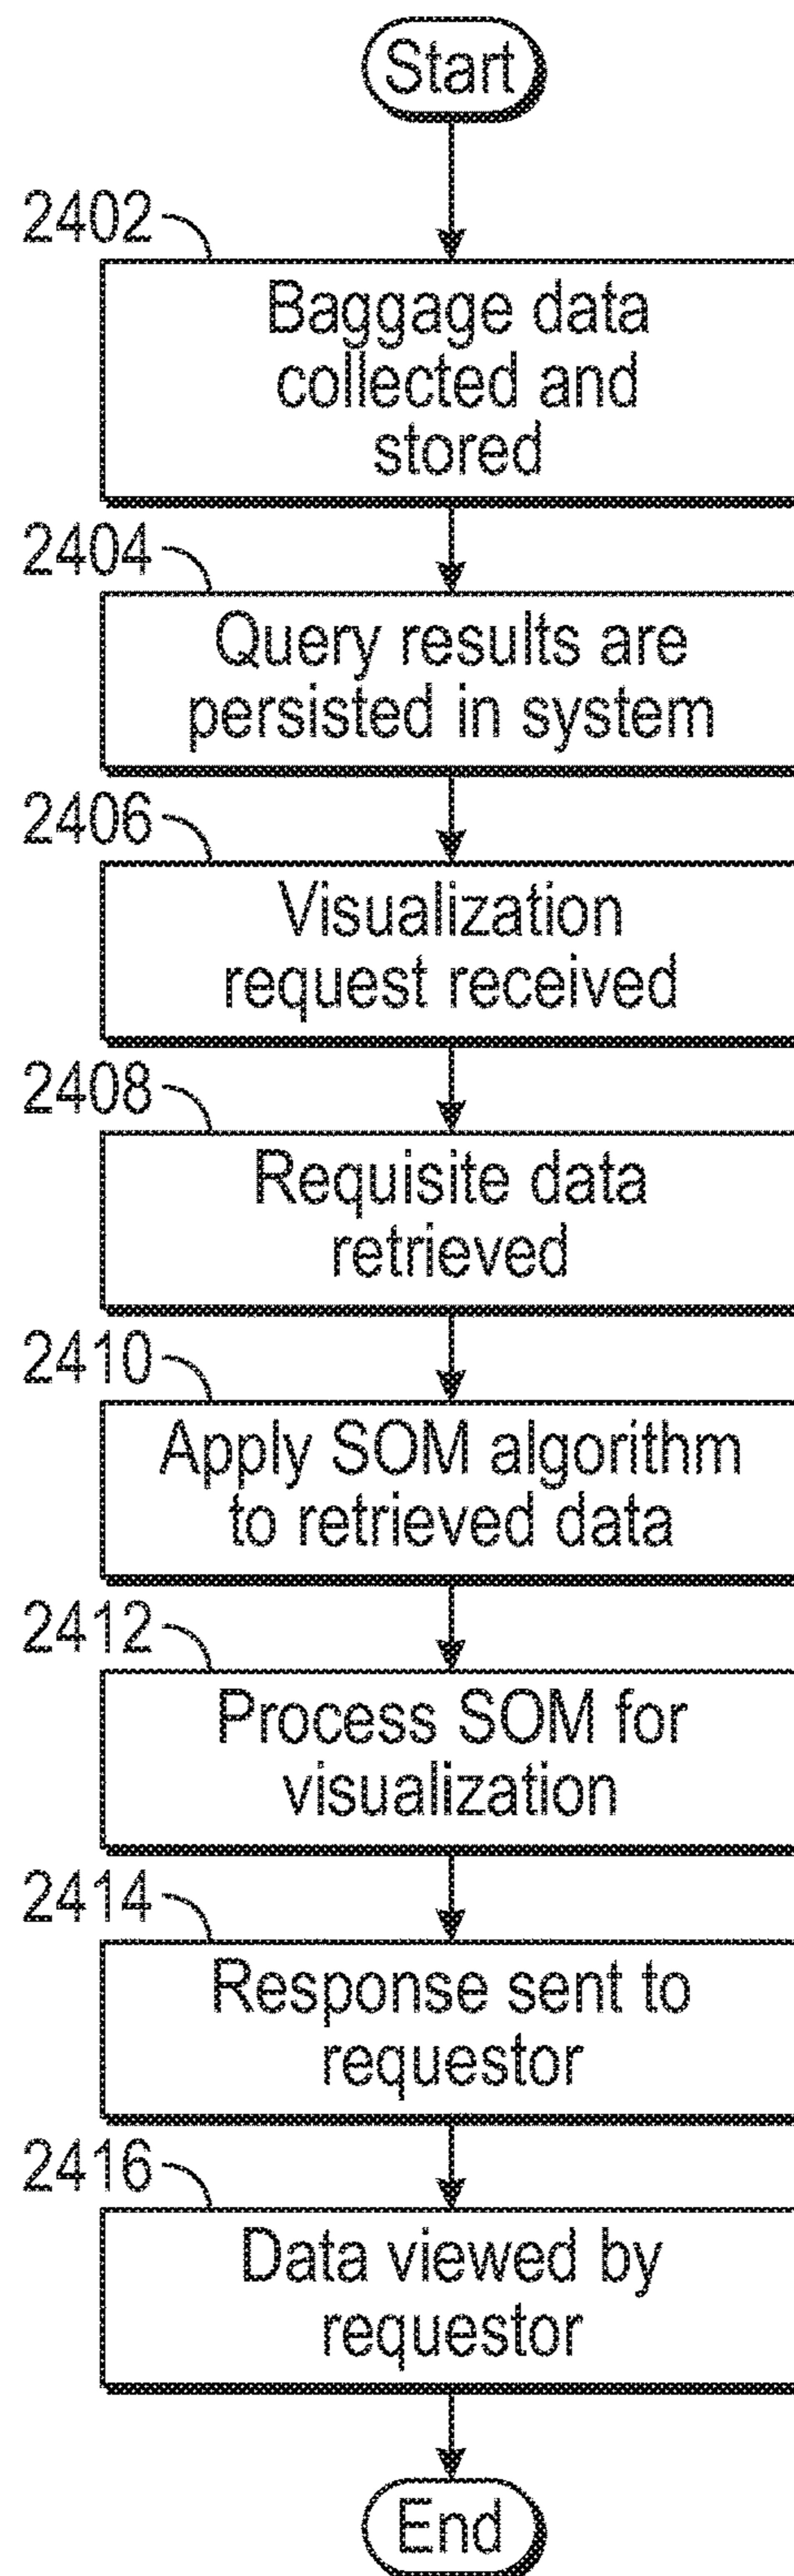 Start
2402
Baggage data
collected and
stored
2404
Query results are
persisted in system
2406
Visualization
request received
2408
Requisite data
retrieved
2410
Apply SOM algorithm
to retrieved data
2412
Process SOM for
visualization
2414
Response sent to
requestor
2416
Data viewed by
requestor
End